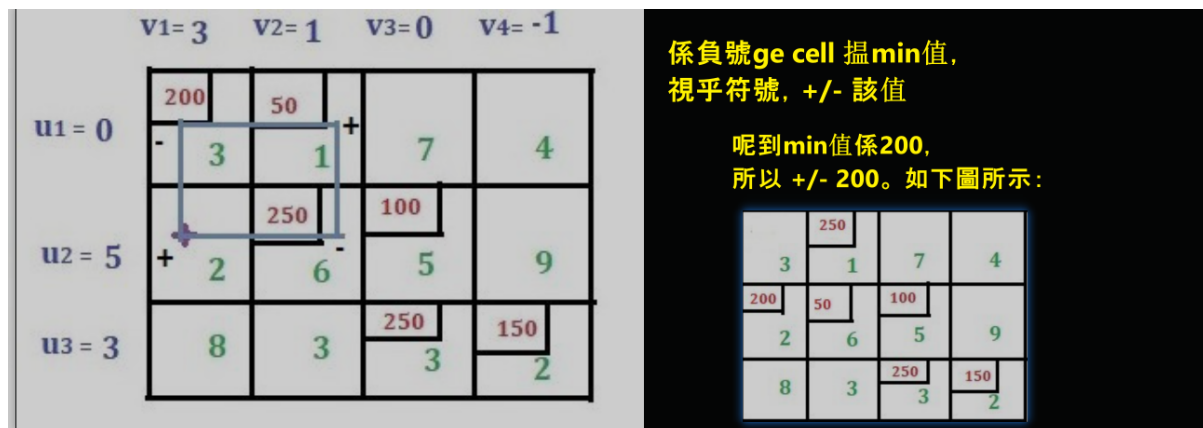 v1= 3 v2= 1 v3= 0 v4= -1
200 50
u1 = 0 - +
3 1 7 4
250 100
u2 = 5 + -
2 6 5 9
250 150
u3 = 3 8 3 3 2
係負號ge cell 揾min值,
視乎符號, +/- 該值
呢到min值係200,
所以 +/- 200。如下圖所示:
250
3 1 7 4
200 50 100
2 6 5 9
250 150
8 3 3 2